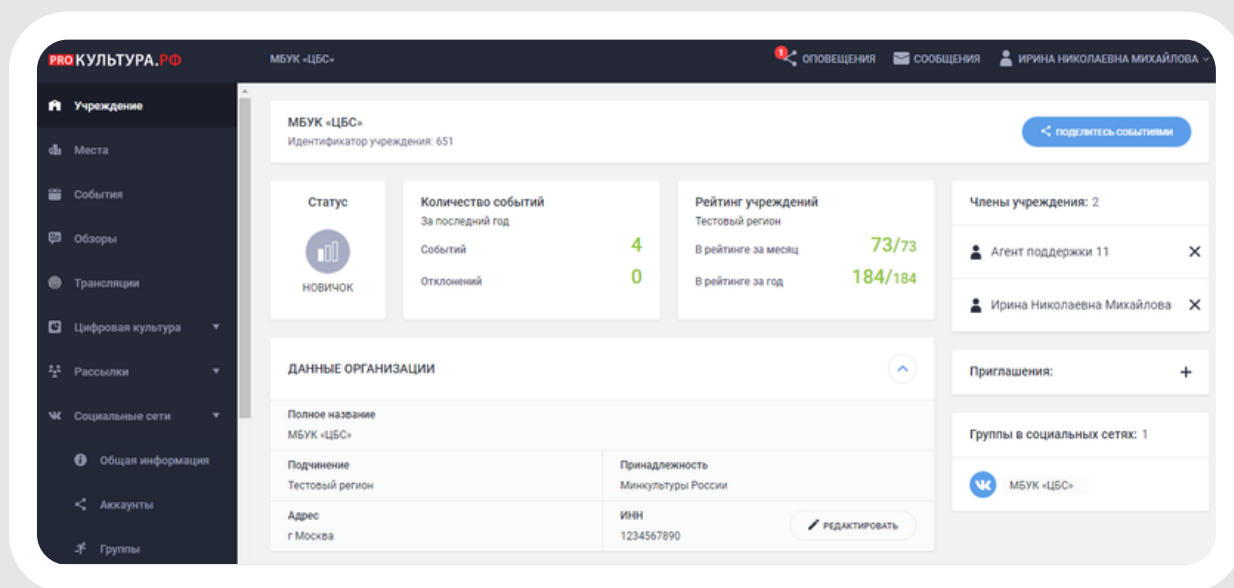 PRO КУЛЬТУРА.РФ
МБУК «ЦБС»
1 ОПОВЕЩЕНИЯ
СООБЩЕНИЯ
ИРИНА НИКОЛАЕВНА МИХАЙЛОВА
Учреждение
Места
События
Обзоры
Трансляции
Цифровая культура
Рассылки
Социальные сети
Общая информация
Аккаунты
Группы
МБУК «ЦБС»
Идентификатор учреждения: 651
ПОДЕЛИТЕСЬ СОБЫТИЯМИ
Статус
НОВИЧОК
Количество событий
За последний год
Событий 4
Отклонений 0
Рейтинг учреждений
Тестовый регион
В рейтинге за месяц 73/73
В рейтинге за год 184/184
Члены учреждения: 2
Агент поддержки 11
Ирина Николаевна Михайлова
Приглашения:
Группы в социальных сетях: 1
МБУК «ЦБС»
ДАННЫЕ ОРГАНИЗАЦИИ
Полное название
МБУК «ЦБС»
Подчинение
Тестовый регион
Принадлежность
Минкультуры России
Адрес
г Москва
ИНН
1234567890
РЕДАКТИРОВАТЬ